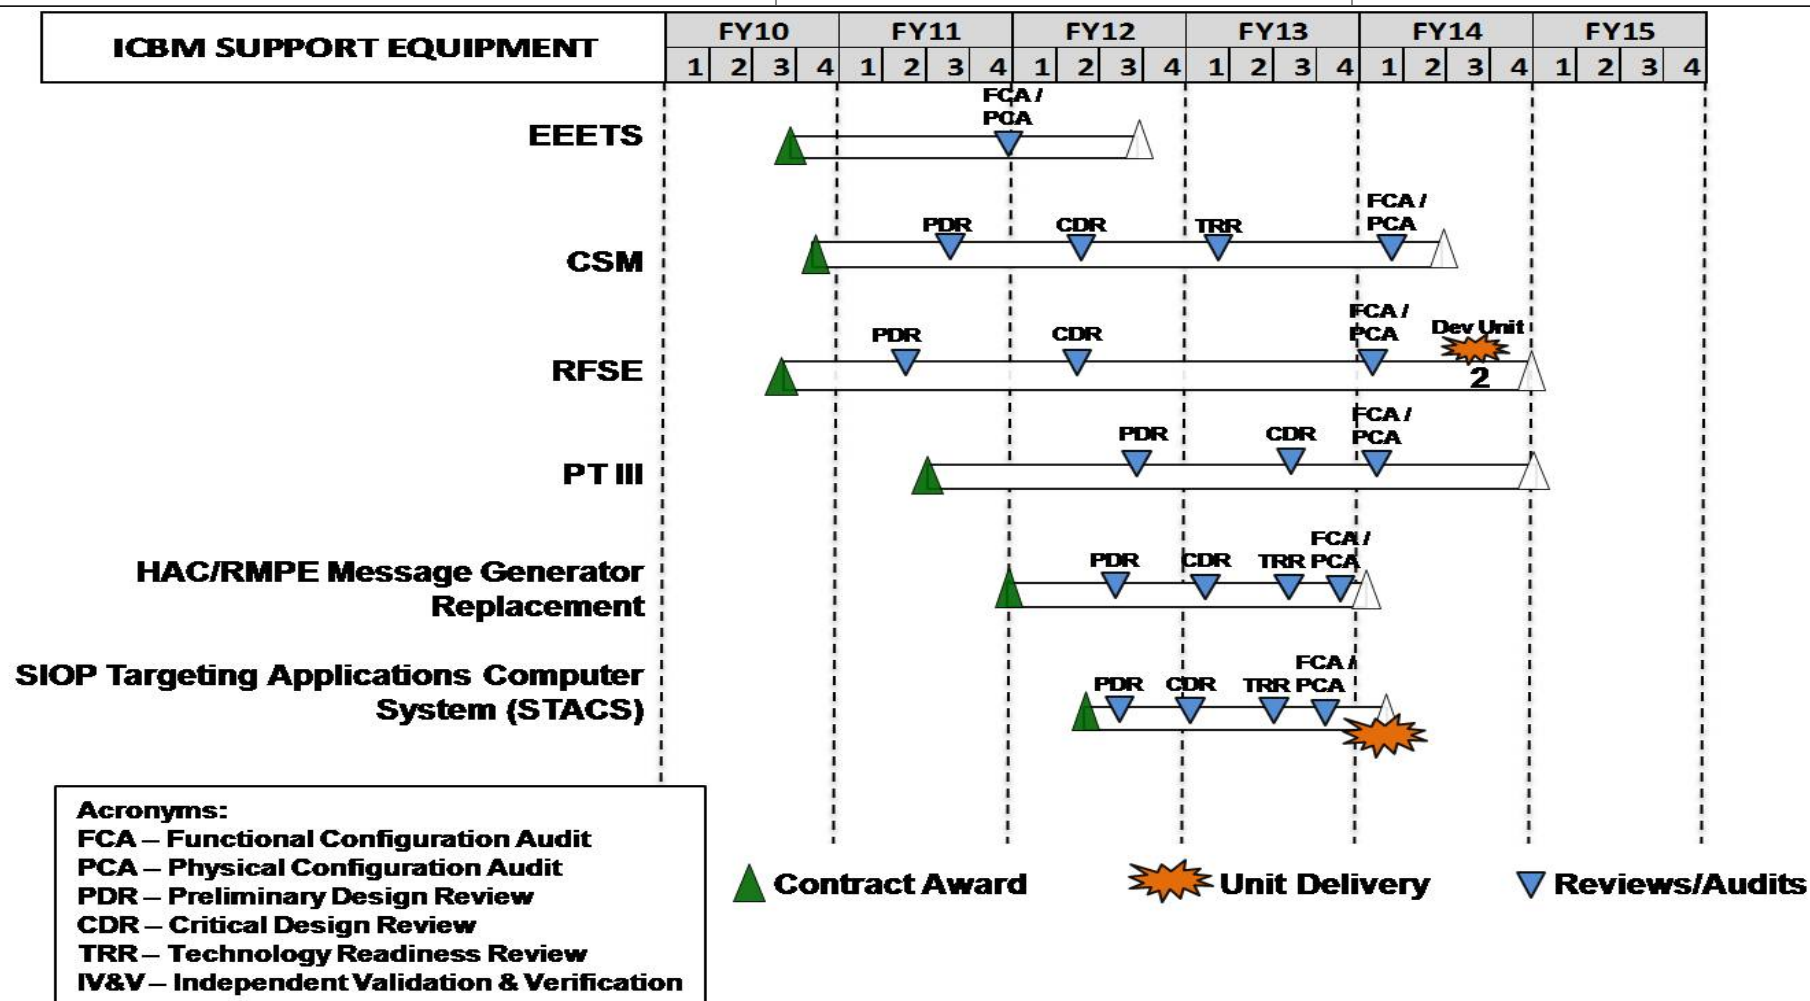 ICBM SUPPORT EQUIPMENT
FY10 FY11 FY12 FY13 FY14 FY15
1 2 3 4 1 2 3 4 1 2 3 4 1 2 3 4 1 2 3 4 1 2 3 4
FCA /
PCA
EEETS
FCA /
PDR CDR TRR PCA
CSM
FCA /
PDR CDR PCA Dev Unit
RFSE
2
FCA /
PDR CDR PCA
PT III
FCA /
PDR CDR TRR PCA
HAC/RMPE Message Generator
Replacement
FCA /
SIOP Targeting Applications Computer
PDR CDR TRR PCA
System (STACS)
Acronyms:
FCA – Functional Configuration Audit
PCA – Physical Configuration Audit
PDR – Preliminary Design Review
CDR – Critical Design Review
TRR – Technology Readiness Review
IV&V – Independent Validation & Verification
Contract Award Unit Delivery Reviews/Audits